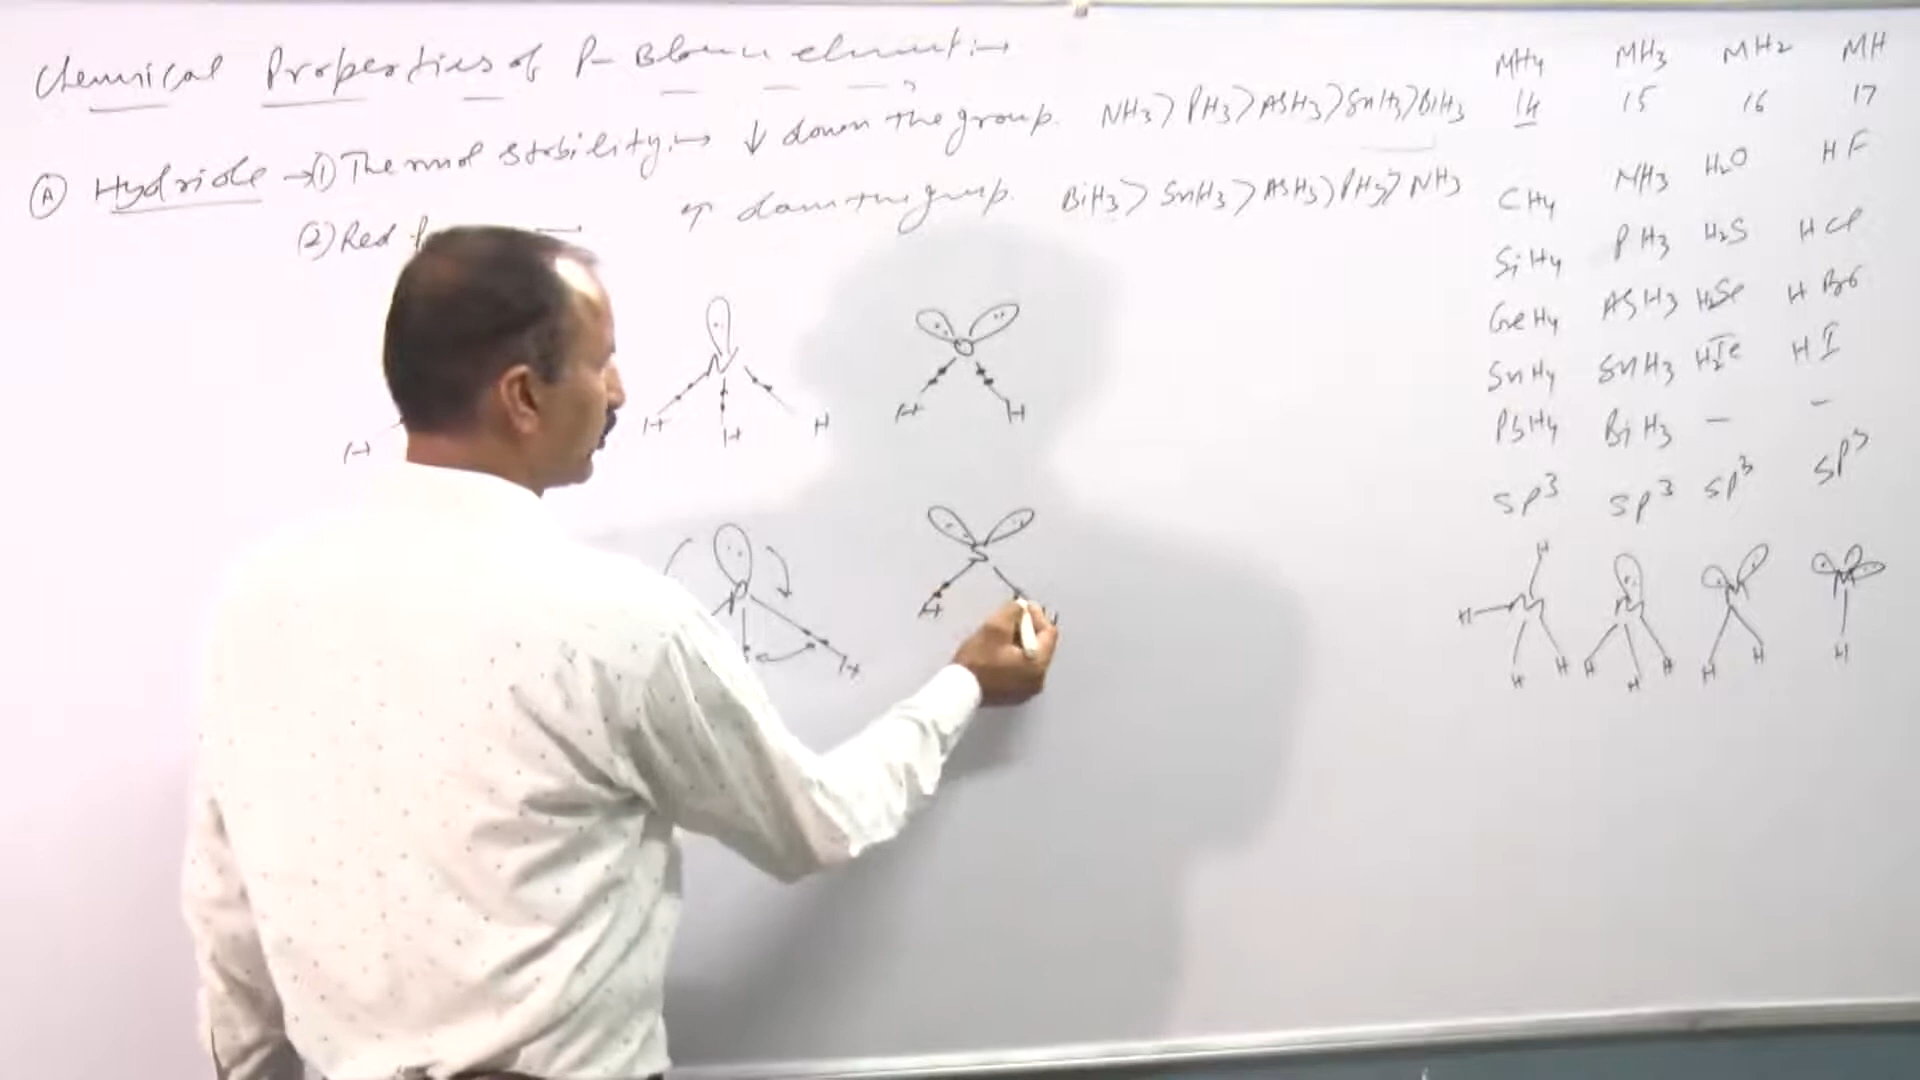 Chemical Properties of P-Block element :→
(A) Hydride → (1) Thermal stability :→ ↓ down the group. NH3 > PH3 > ASH3 > SnH3 > BiH3
(2) Red ↑ down the group. BiH3 > SnH3 > ASH3 > PH3 > NH3
MH4 MH3 MH2 MH
14 15 16 17
CH4 NH3 H2O HF
SiH4 PH3 H2S HCl
GeH4 ASH3 H2Se HBr
SnH4 SnH3 H2Te HI
PbH4 BiH3 — —
sp3 sp3 sp3 sp3
N O
H H H H H H
P S
H H H
H
H M M M M
H H H H H H H H H